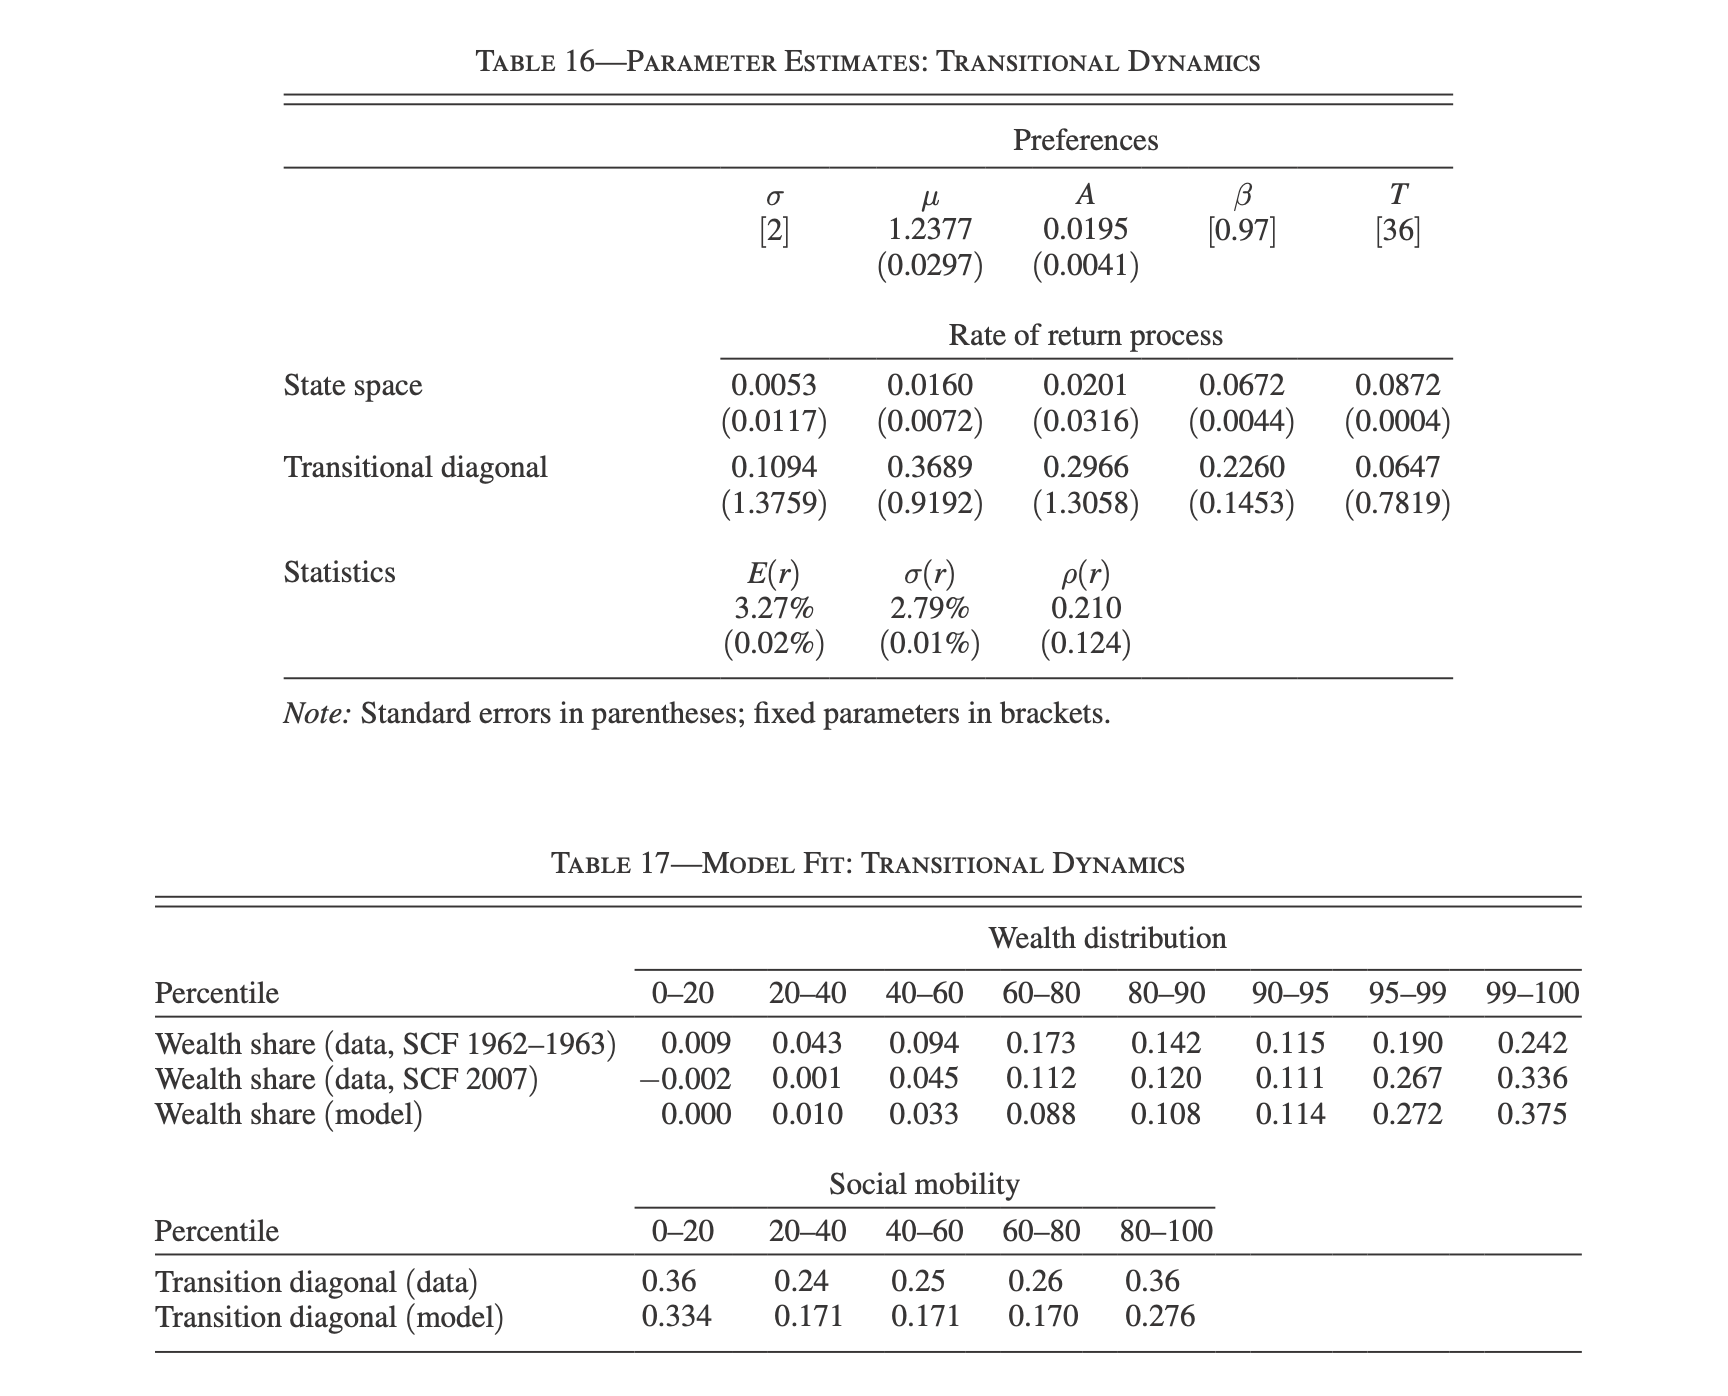 TABLE 16—PARAMETER ESTIMATES: TRANSITIONAL DYNAMICS
Preferences
σ μ A β T
[2] 1.2377 0.0195 [0.97] [36]
(0.0297) (0.0041)
Rate of return process
State space 0.0053 0.0160 0.0201 0.0672 0.0872
(0.0117) (0.0072) (0.0316) (0.0044) (0.0004)
Transitional diagonal 0.1094 0.3689 0.2966 0.2260 0.0647
(1.3759) (0.9192) (1.3058) (0.1453) (0.7819)
Statistics E(r) σ(r) ρ(r)
3.27% 2.79% 0.210
(0.02%) (0.01%) (0.124)
Note: Standard errors in parentheses; fixed parameters in brackets.
TABLE 17—MODEL FIT: TRANSITIONAL DYNAMICS
Wealth distribution
Percentile 0–20 20–40 40–60 60–80 80–90 90–95 95–99 99–100
Wealth share (data, SCF 1962–1963) 0.009 0.043 0.094 0.173 0.142 0.115 0.190 0.242
Wealth share (data, SCF 2007) −0.002 0.001 0.045 0.112 0.120 0.111 0.267 0.336
Wealth share (model) 0.000 0.010 0.033 0.088 0.108 0.114 0.272 0.375
Social mobility
Percentile 0–20 20–40 40–60 60–80 80–100
Transition diagonal (data) 0.36 0.24 0.25 0.26 0.36
Transition diagonal (model) 0.334 0.171 0.171 0.170 0.276